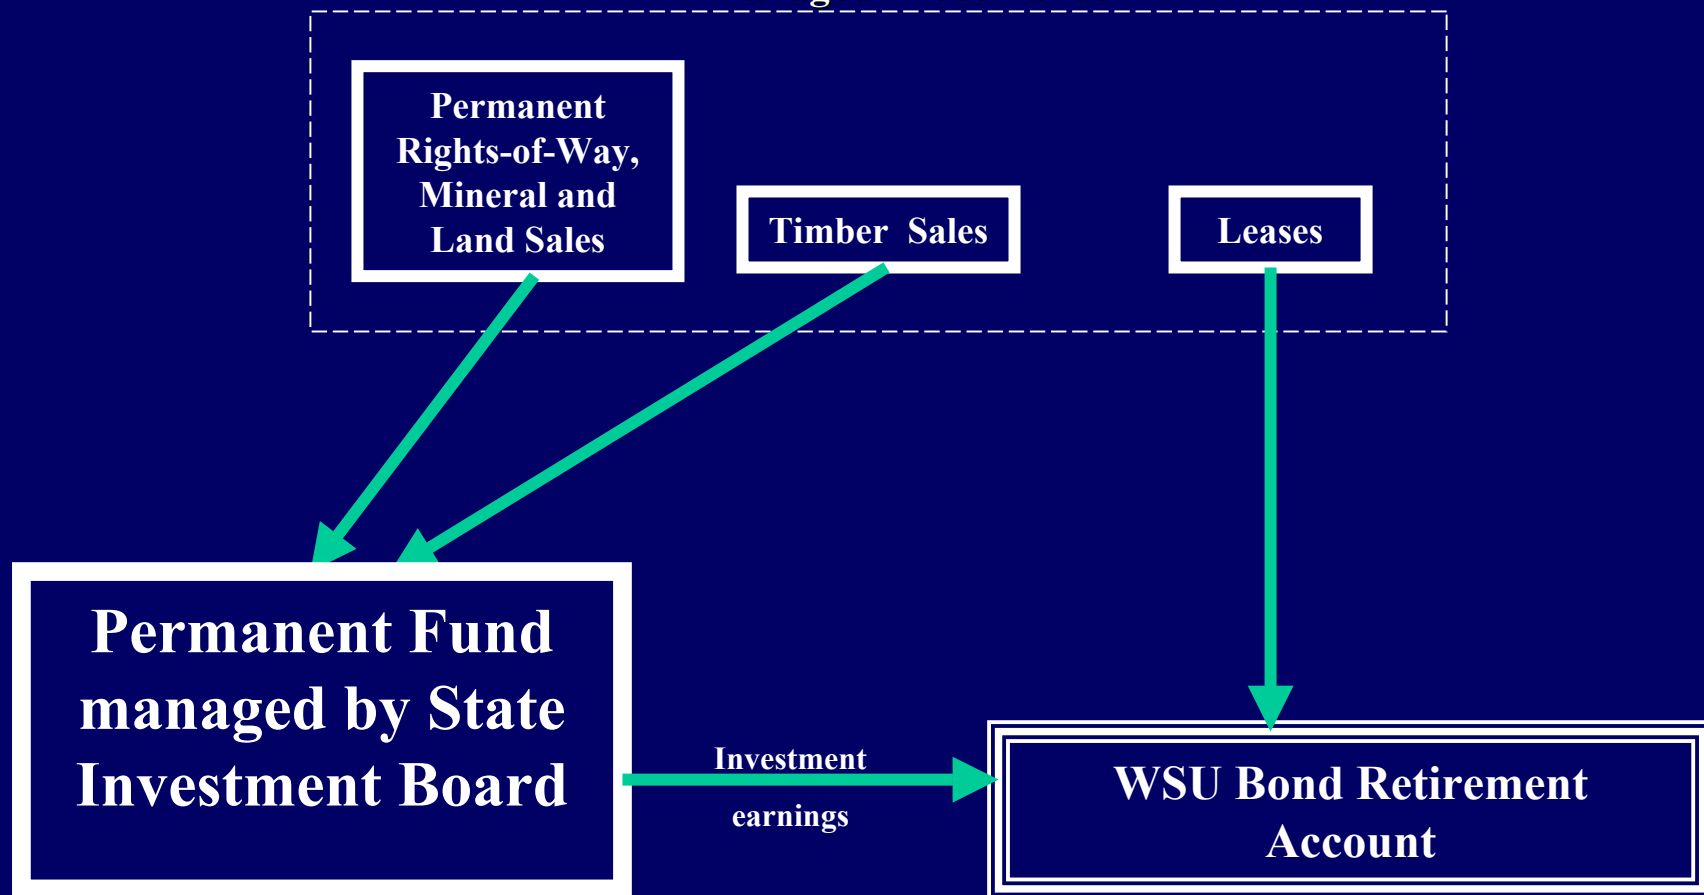 Permanent
Rights-of-Way,
Mineral and
Land Sales
Timber  Sales
Leases
Permanent Fund
managed by State
Investment Board
Investment
earnings
WSU Bond Retirement
Account